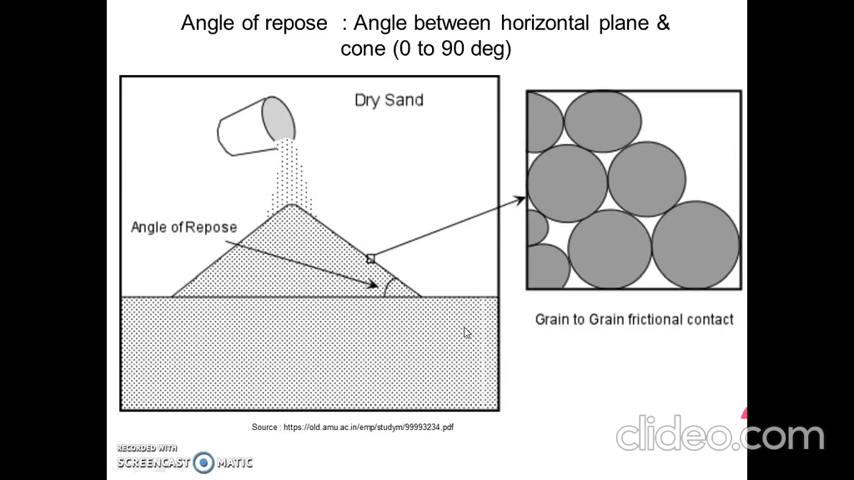 Angle of repose : Angle between horizontal plane &
cone (0 to 90 deg)
Dry Sand
Angle of Repose
Grain to Grain frictional contact
Source : https://old.amu.ac.in/emp/studym/99993234.pdf
RECORDED WITH
SCREENCAST MATIC
clideo.com